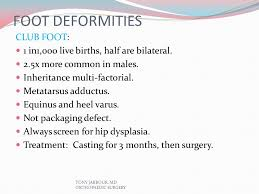 FOOT DEFORMITIES
CLUB FOOT:
1 in1,000 live births, half are bilateral.
2.5x more common in males.
Inheritance multi-factorial.
Metatarsus adductus.
Equinus and heel varus.
Not packaging defect.
Always screen for hip dysplasia.
Treatment: Casting for 3 months, then surgery.
TONY JABBOUR, MD
ORTHOPAEDIC SURGERY